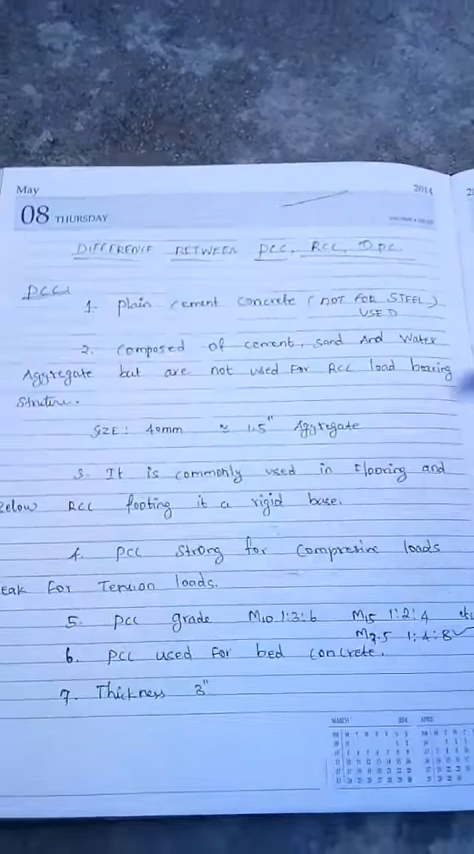 May 2014
08 THURSDAY
DIFFERENCE BETWEEN PCC, RCC, DPC.
PCC
1. plain cement concrete (NOT FOR STEEL)
USED
2. composed of cement, sand And Water
Aggregate but are not used For RCC load bearing
Struture.
SIZE: 40mm ≈ 1.5" Aggregate
3. It is commonly used in Flooring and
Below RCC footing it a rigid base.
4. PCC strong for Compresive loads
eak for Tension loads.
5. PCC grade M10 1:3:6 M15 1:2:4 etc
M7.5 1:4:8
6. PCC used for bed concrete.
7. Thickness 3"
MARCH 2014 APRIL